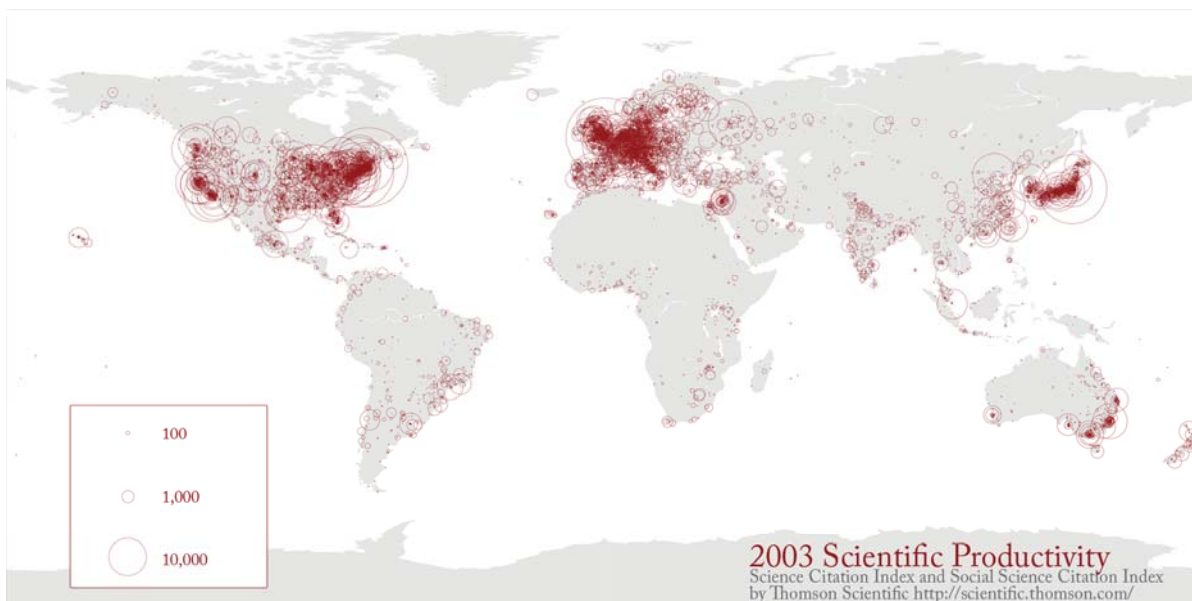 100
1,000
10,000
2003 Scientific Productivity
Science Citation Index and Social Science Citation Index
by Thomson Scientific http://scientific.thomson.com/